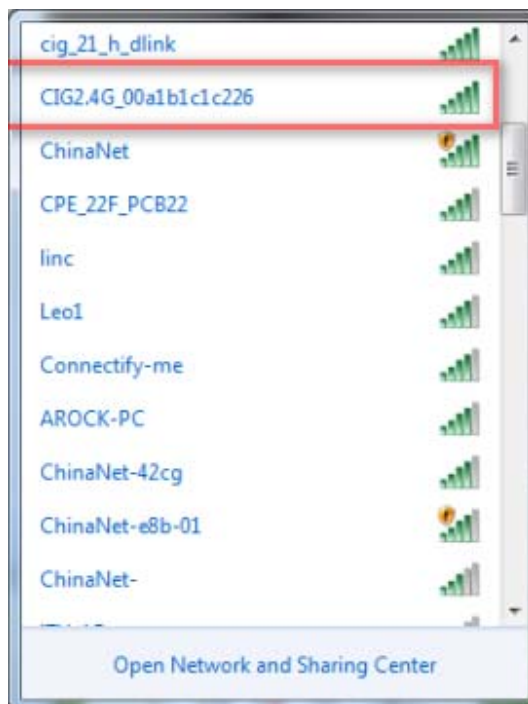 cig_21_h_dlink
CIG2.4G_00a1b1c1c226
ChinaNet
CPE_22F_PCB22
linc
Leo1
Connectify-me
AROCK-PC
ChinaNet-42cg
ChinaNet-e8b-01
ChinaNet-
Open Network and Sharing Center